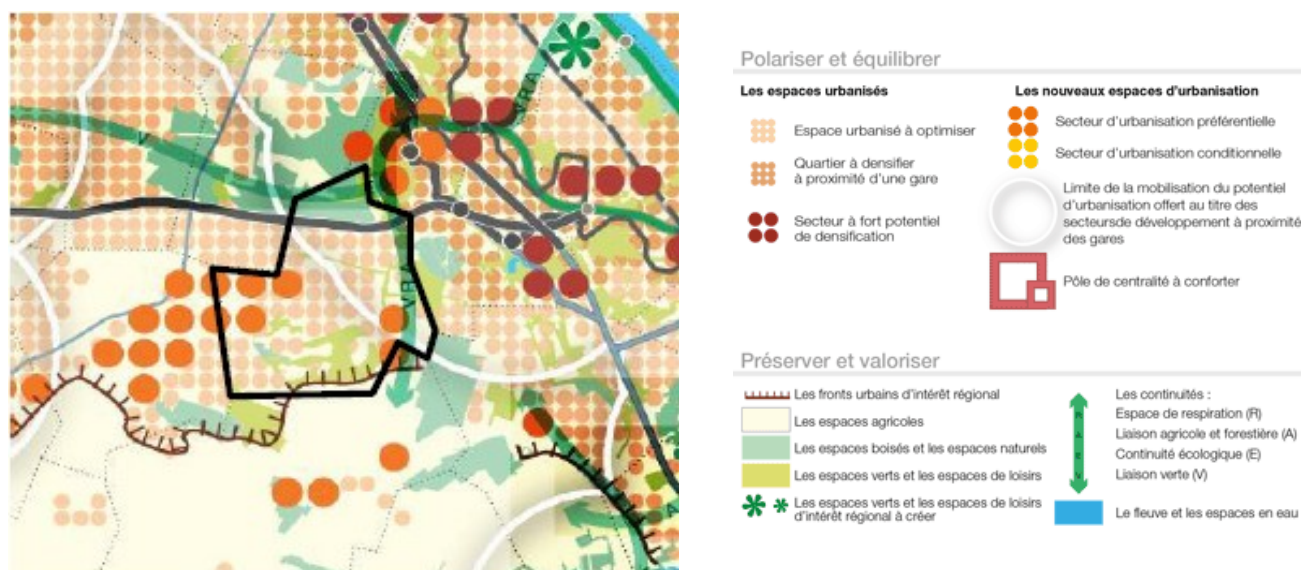 VRA
V
VRA
Polariser et équilibrer
Les espaces urbanisés
Espace urbanisé à optimiser
Quartier à densifier
à proximité d'une gare
Secteur à fort potentiel
de densification
Les nouveaux espaces d'urbanisation
Secteur d'urbanisation préférentielle
Secteur d'urbanisation conditionnelle
Limite de la mobilisation du potentiel
d'urbanisation offert au titre des
secteursde développement à proximité
des gares
Pôle de centralité à conforter
Préserver et valoriser
Les fronts urbains d'intérêt régional
Les espaces agricoles
Les espaces boisés et les espaces naturels
Les espaces verts et les espaces de loisirs
Les espaces verts et les espaces de loisirs
d'intérêt régional à créer
R
A
E
V
Les continuités :
Espace de respiration (R)
Liaison agricole et forestière (A)
Continuité écologique (E)
Liaison verte (V)
Le fleuve et les espaces en eau